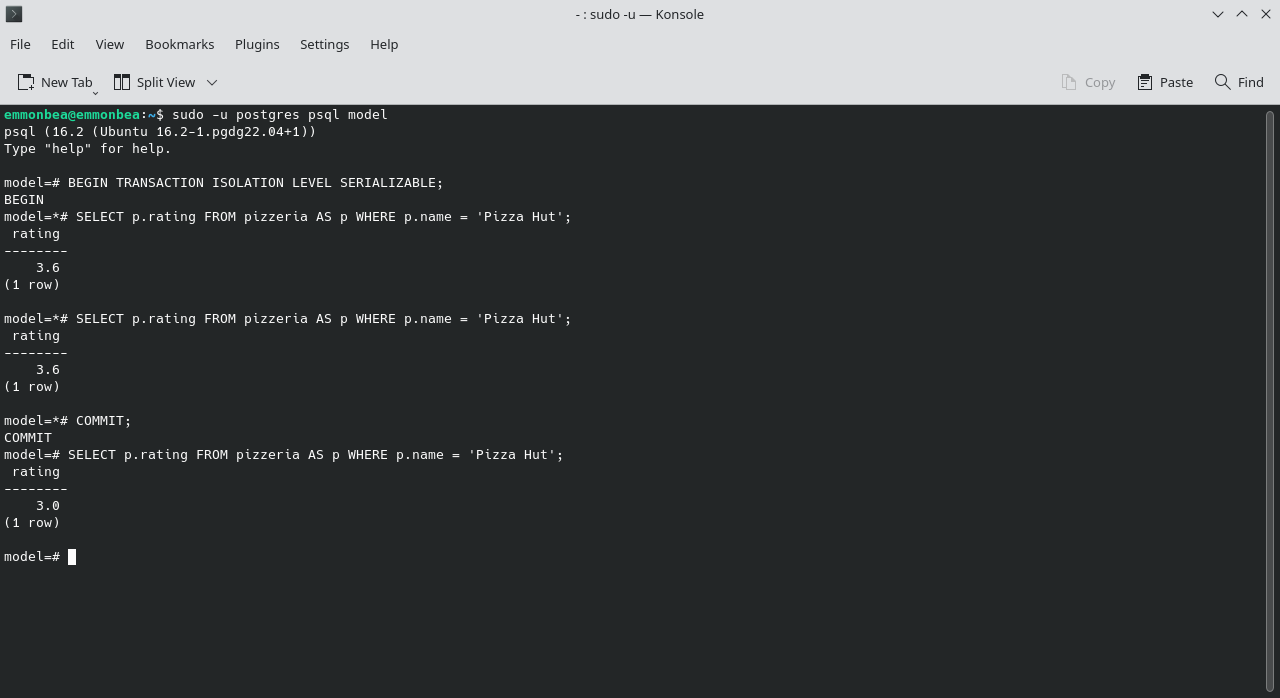 - : sudo -u — Konsole
File Edit View Bookmarks Plugins Settings Help
New Tab Split View Copy Paste Find
emmonbea@emmonbea:~$ sudo -u postgres psql model
psql (16.2 (Ubuntu 16.2-1.pgdg22.04+1))
Type "help" for help.
model=# BEGIN TRANSACTION ISOLATION LEVEL SERIALIZABLE;
BEGIN
model=*# SELECT p.rating FROM pizzeria AS p WHERE p.name = 'Pizza Hut';
rating
--------
3.6
(1 row)
model=*# SELECT p.rating FROM pizzeria AS p WHERE p.name = 'Pizza Hut';
rating
--------
3.6
(1 row)
model=*# COMMIT;
COMMIT
model=# SELECT p.rating FROM pizzeria AS p WHERE p.name = 'Pizza Hut';
rating
--------
3.0
(1 row)
model=#